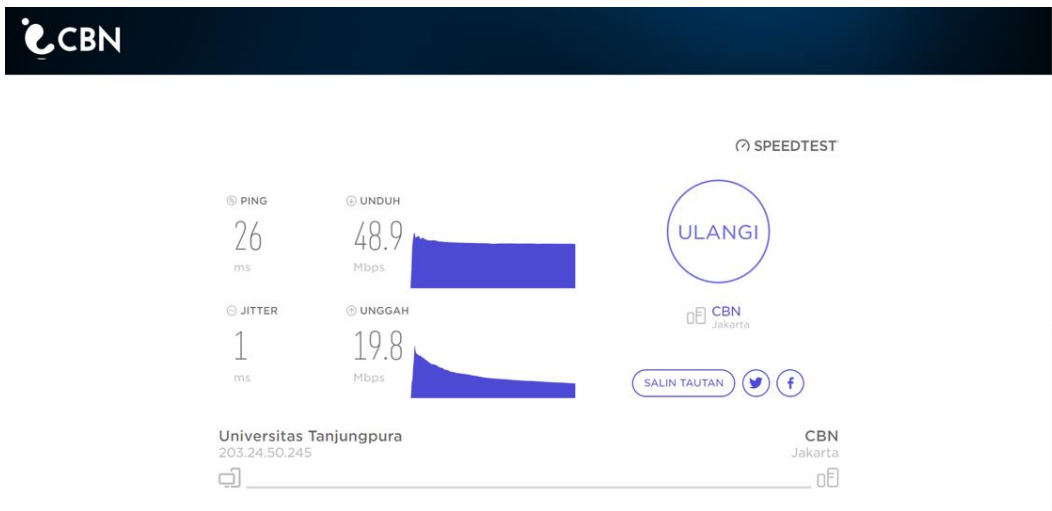 CBN
SPEEDTEST
PING
26
ms
UNDUH
48.9
Mbps
ULANGI
JITTER
1
ms
UNGGAH
19.8
Mbps
CBN
Jakarta
SALIN TAUTAN
Universitas Tanjungpura
203.24.50.245
CBN
Jakarta